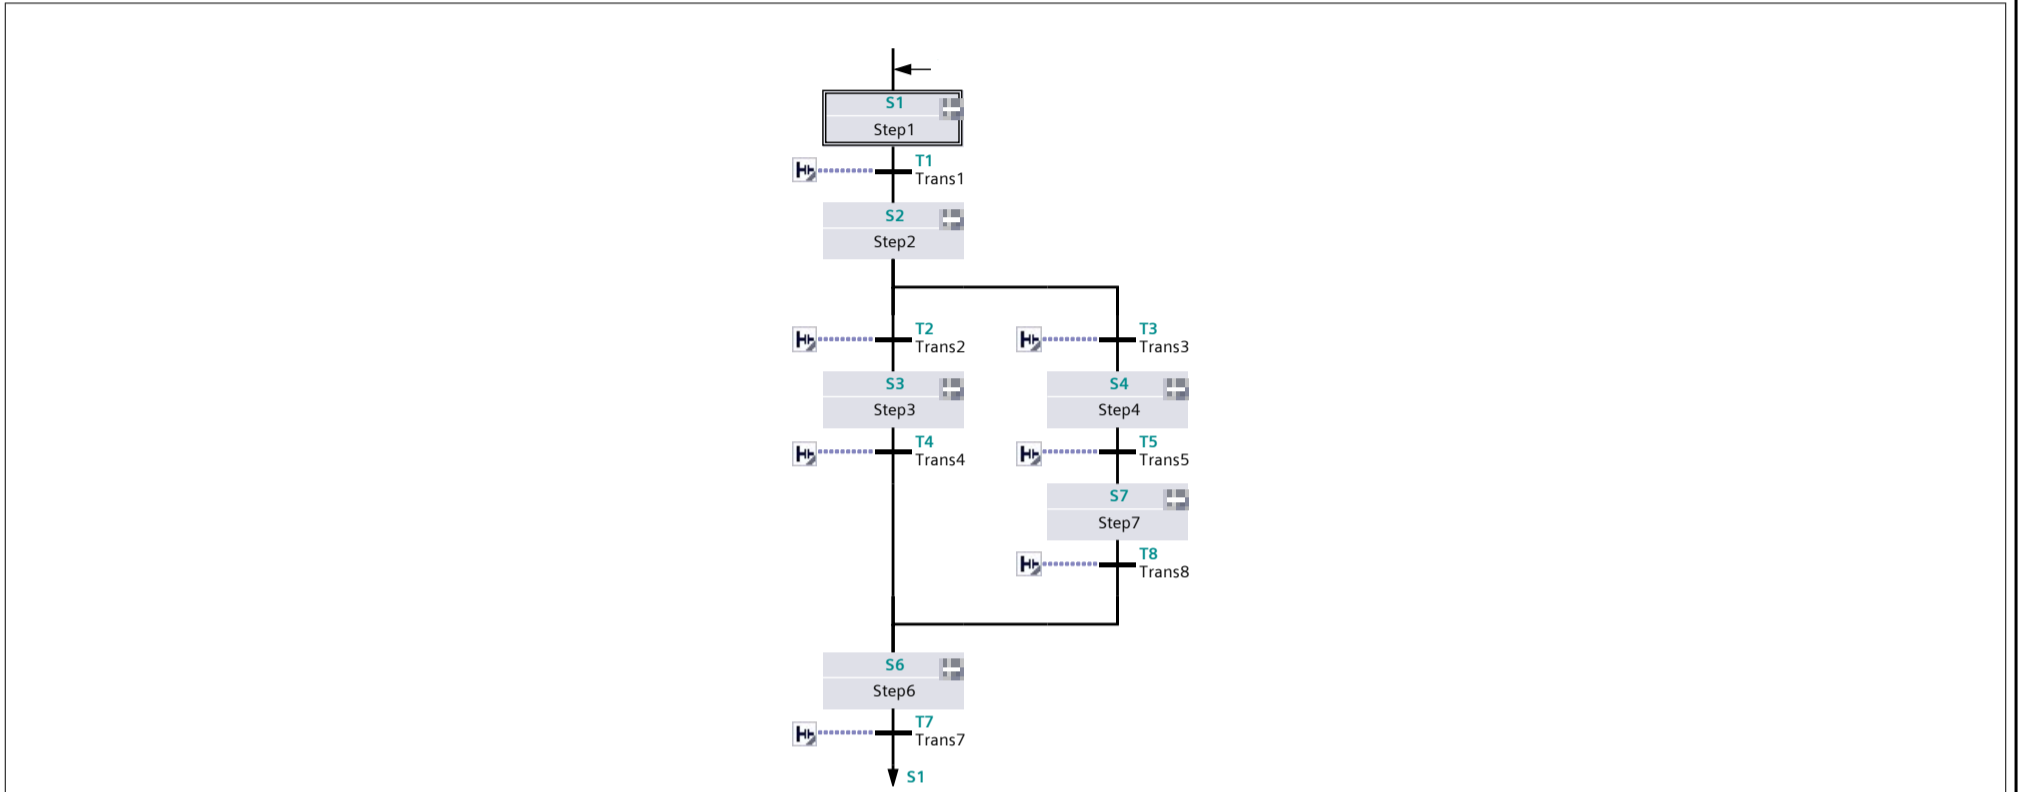 S1
Step1
T1
Trans1
S2
Step2
T2
Trans2
T3
Trans3
S3
Step3
S4
Step4
T4
Trans4
T5
Trans5
S7
Step7
T8
Trans8
S6
Step6
T7
Trans7
S1